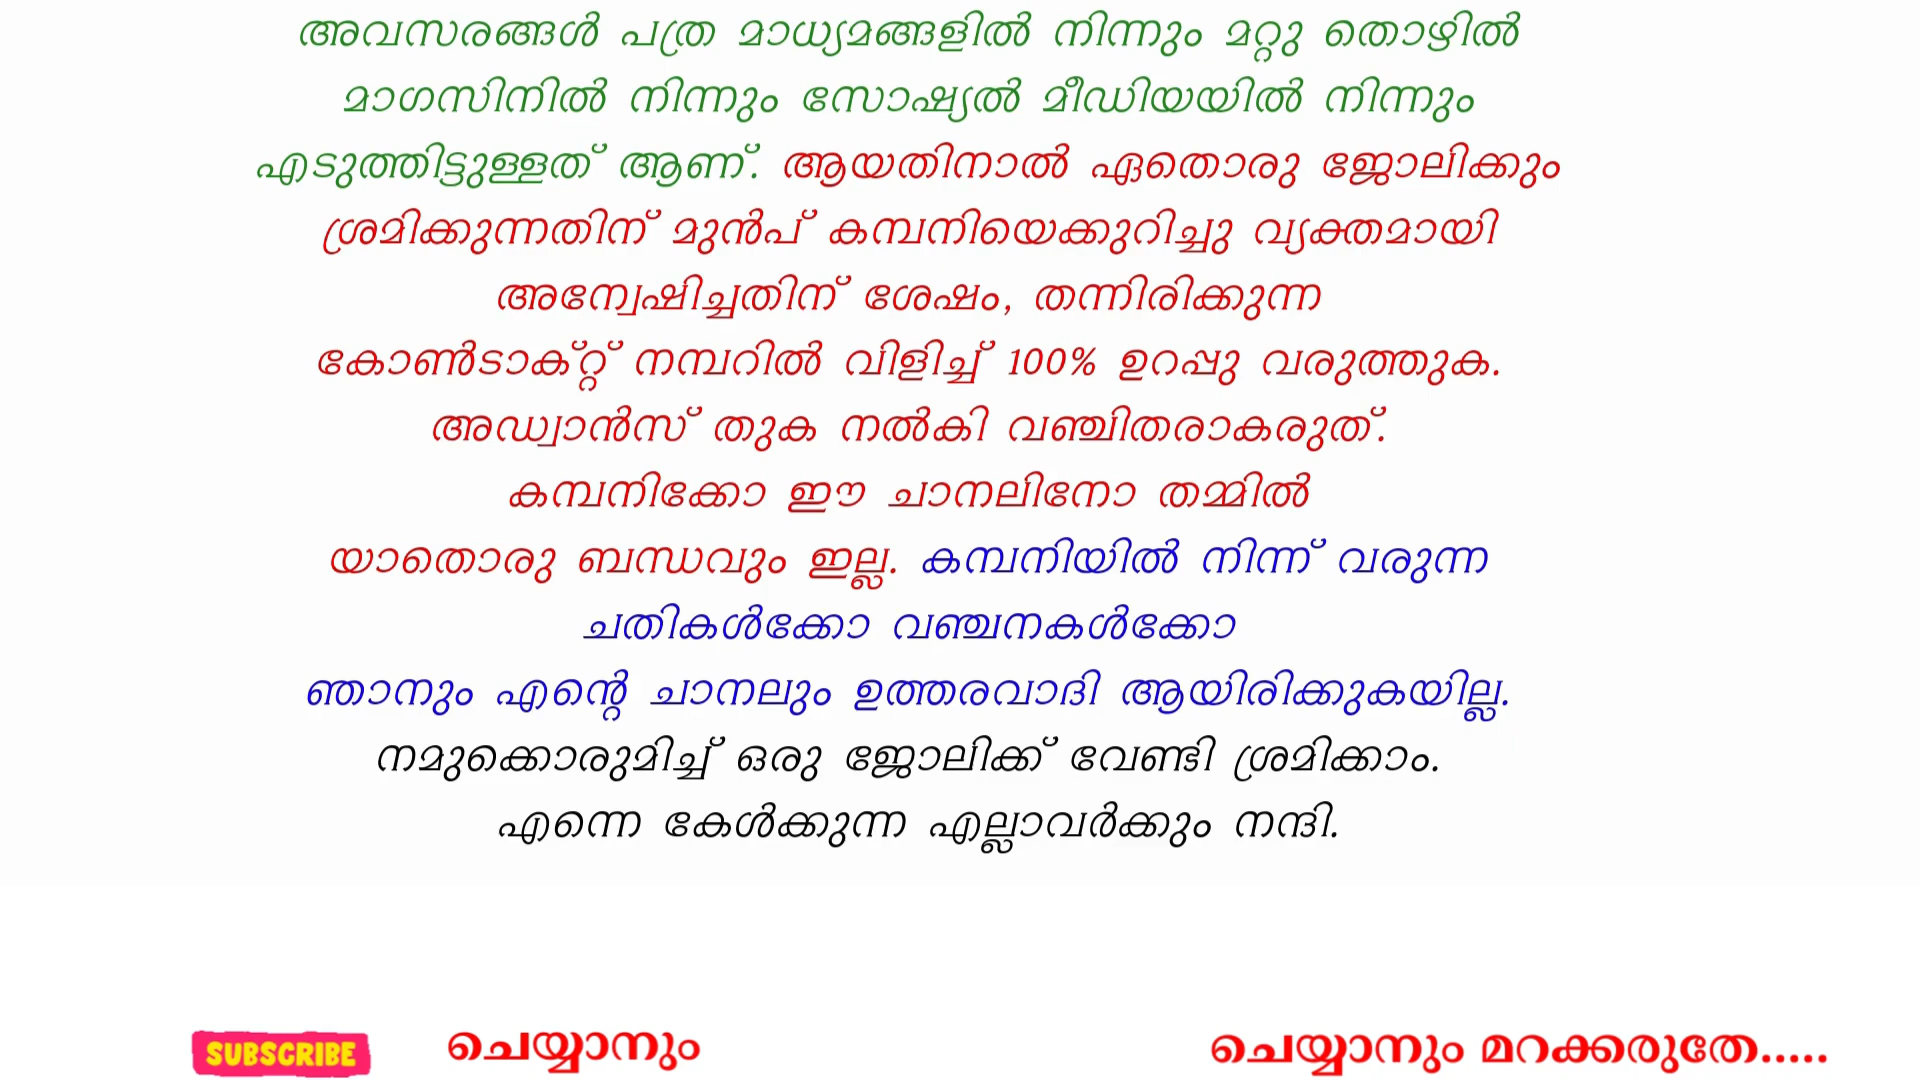 അവസരങ്ങൾ പത്ര മാധ്യമങ്ങളിൽ നിന്നും മറ്റു തൊഴിൽ
മാഗസിനിൽ നിന്നും സോഷ്യൽ മീഡിയയിൽ നിന്നും
എടുത്തിട്ടുള്ളത് ആണ്. ആയതിനാൽ ഏതൊരു ജോലിക്കും
ശ്രമിക്കുന്നതിന് മുൻപ് കമ്പനിയെക്കുറിച്ചു വ്യക്തമായി
അന്വേഷിച്ചതിന് ശേഷം, തന്നിരിക്കുന്ന
കോൺടാക്റ്റ് നമ്പറിൽ വിളിച്ച് 100% ഉറപ്പു വരുത്തുക.
അഡ്വാൻസ് തുക നൽകി വഞ്ചിതരാകരുത്.
കമ്പനിക്കോ ഈ ചാനലിനോ തമ്മിൽ
യാതൊരു ബന്ധവും ഇല്ല. കമ്പനിയിൽ നിന്ന് വരുന്ന
ചതികൾക്കോ വഞ്ചനകൾക്കോ
ഞാനും എന്റെ ചാനലും ഉത്തരവാദി ആയിരിക്കുകയില്ല.
നമുക്കൊരുമിച്ച് ഒരു ജോലിക്ക് വേണ്ടി ശ്രമിക്കാം.
എന്നെ കേൾക്കുന്ന എല്ലാവർക്കും നന്ദി.
SUBSCRIBE ചെയ്യാനും ചെയ്യാനും മറക്കരുതേ.....